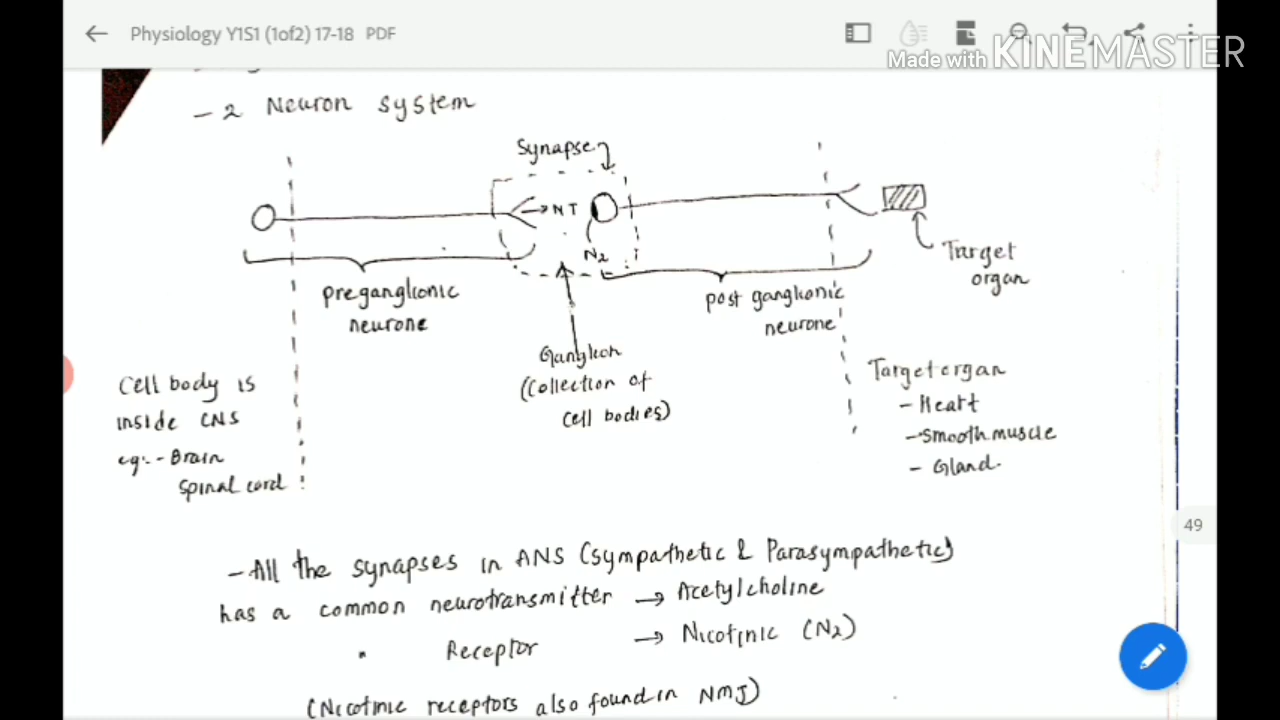 Physiology Y1S1 (1of2) 17-18 PDF
Made with KINEMASTER
- 2 Neuron system
Synapse
NT
N2
preganglionic
neurone
post ganglionic
neurone
Target
organ
Ganglion
(Collection of
cell bodies)
Cell body is
inside CNS
eg:- Brain
Spinal cord
Target organ
- Heart
- Smooth muscle
- Gland
49
- All the synapses in ANS (sympathetic & Parasympathetic)
has a common neurotransmitter → Acetylcholine
" Receptor → Nicotinic (N2)
(Nicotinic receptors also found in NMJ)